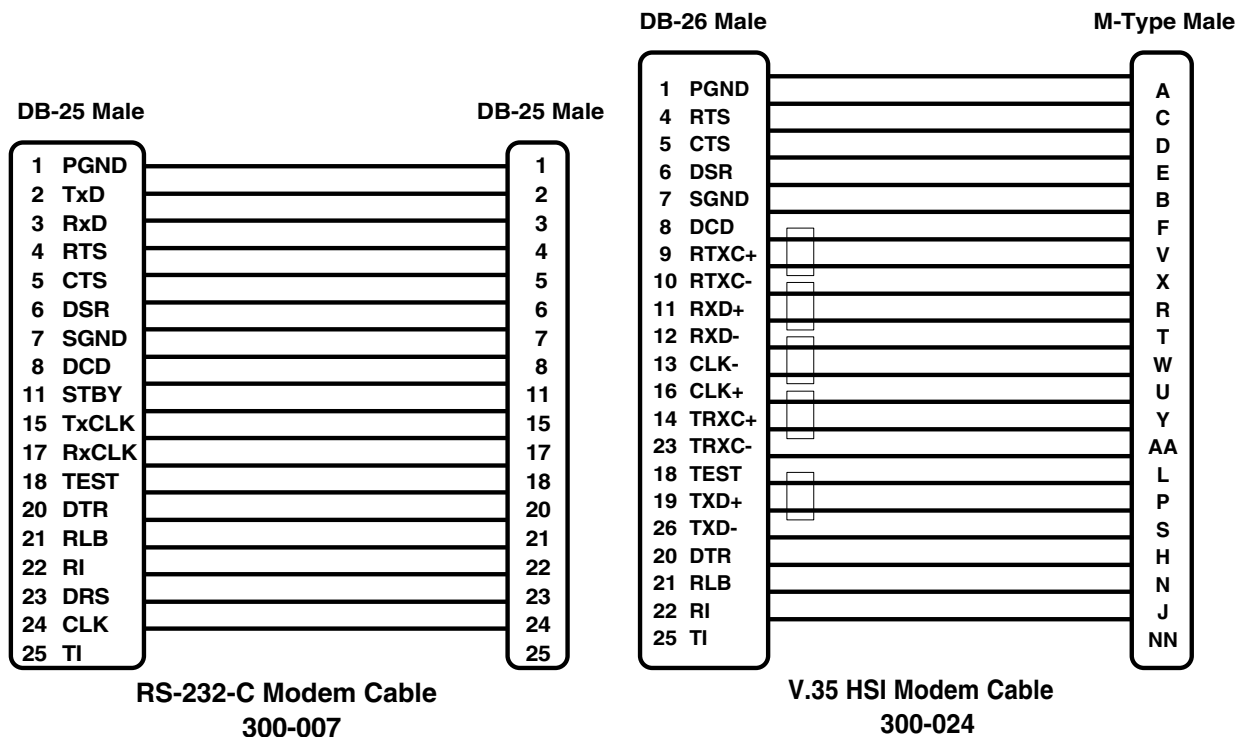 DB-25 Male
DB-25 Male
1 PGND 1
2 TxD 2
3 RxD 3
4 RTS 4
5 CTS 5
6 DSR 6
7 SGND 7
8 DCD 8
11 STBY 11
15 TxCLK 15
17 RxCLK 17
18 TEST 18
20 DTR 20
21 RLB 21
22 RI 22
23 DRS 23
24 CLK 24
25 TI 25
RS-232-C Modem Cable
300-007
DB-26 Male
M-Type Male
1 PGND A
4 RTS C
5 CTS D
6 DSR E
7 SGND B
8 DCD F
9 RTXC+ V
10 RTXC- X
11 RXD+ R
12 RXD- T
13 CLK- W
16 CLK+ U
14 TRXC+ Y
23 TRXC- AA
18 TEST L
19 TXD+ P
26 TXD- S
20 DTR H
21 RLB N
22 RI J
25 TI NN
V.35 HSI Modem Cable
300-024